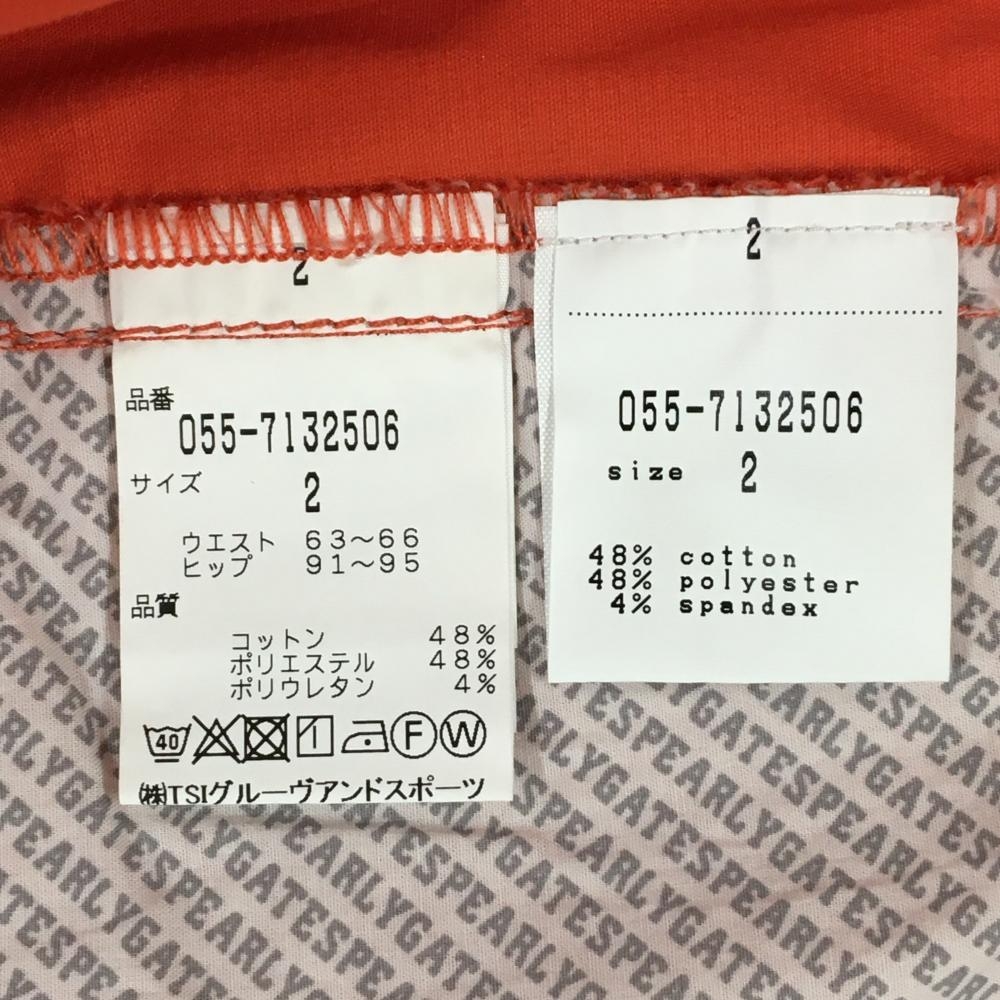 2
品番
055-7132506
サイズ 2
ウエスト 63～66
ヒップ 91～95
品質
コットン 48%
ポリエステル 48%
ポリウレタン 4%
40 F W
㈱TSIグルーヴアンドスポーツ
2
055-7132506
size 2
48% cotton
48% polyester
4% spandex
PEARLYGATES